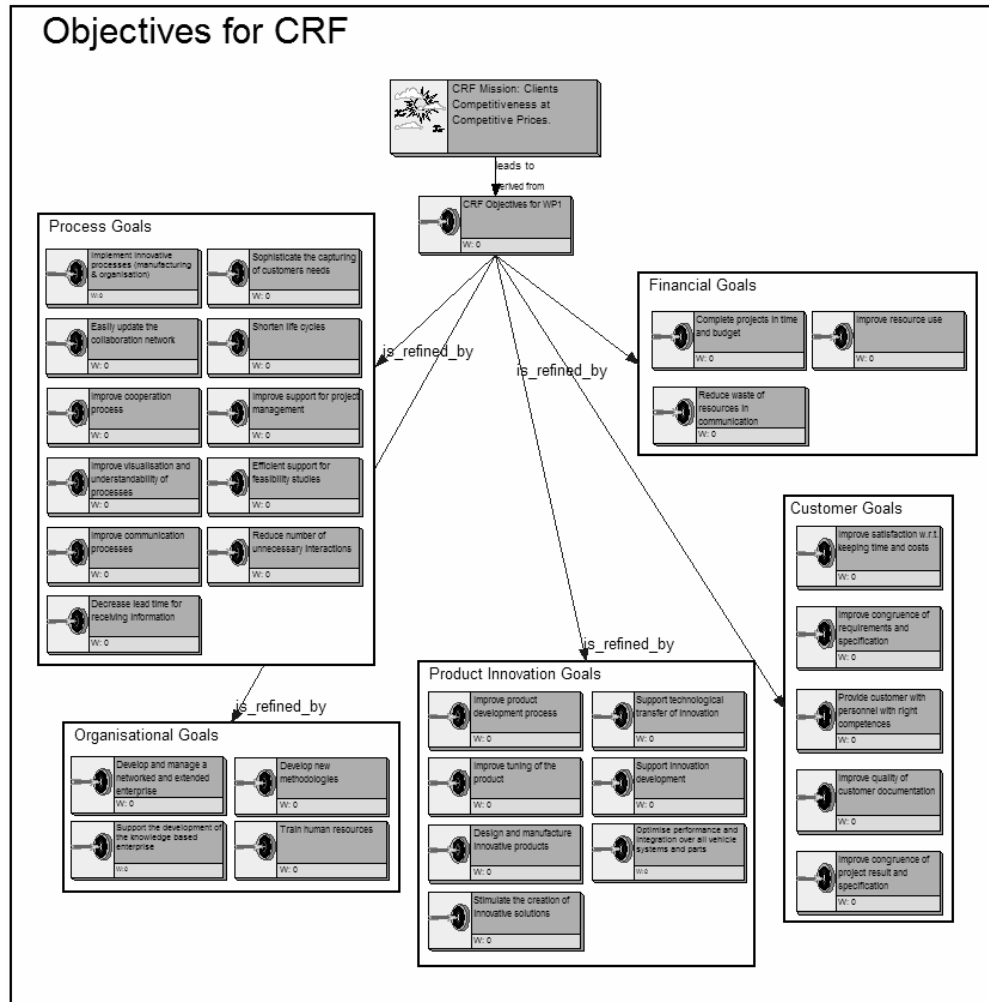 Objectives for CRF
CRF Mission: Clients
Competitiveness at
Competitive Prices.
leads to
derived from
CRF Objectives for WP1
W: 0
Process Goals
Implement innovative
processes (manufacturing
& organisation)
W:0
Sophisticate the capturing
of customers needs
W: 0
Easily update the
collaboration network
W: 0
Shorten life cycles
W: 0
Improve cooperation
process
W: 0
Improve support for project
management
W: 0
Improve visualisation and
understandability of
processes
W: 0
Efficient support for
feasibility studies
W: 0
Improve communication
processes
W: 0
Reduce number of
unnecessary interactions
W: 0
Decrease lead time for
receiving information
W: 0
is_refined_by
is_refined_by
Financial Goals
Complete projects in time
and budget
W: 0
Improve resource use
W: 0
Reduce waste of
resources in
communication
W: 0
Customer Goals
Improve satisfaction w.r.t.
keeping time and costs
W: 0
Improve congruence of
requirements and
specification
W: 0
Provide customer with
personnel with right
competences
W: 0
Improve quality of
customer documentation
W: 0
Improve congruence of
project result and
specification
W: 0
is_refined_by
Product Innovation Goals
Improve product
development process
W: 0
Support technological
transfer of innovation
W: 0
Improve tuning of the
product
W: 0
Support innovation
development
W: 0
Design and manufacture
innovative products
W: 0
Optimise performance and
integration over all vehicle
systems and parts
W:0
Stimulate the creation of
innovative solutions
W: 0
is_refined_by
Organisational Goals
Develop and manage a
networked and extended
enterprise
W: 0
Develop new
methodologies
W: 0
Support the development of
the knowledge based
enterprise
W:0
Train human resources
W: 0